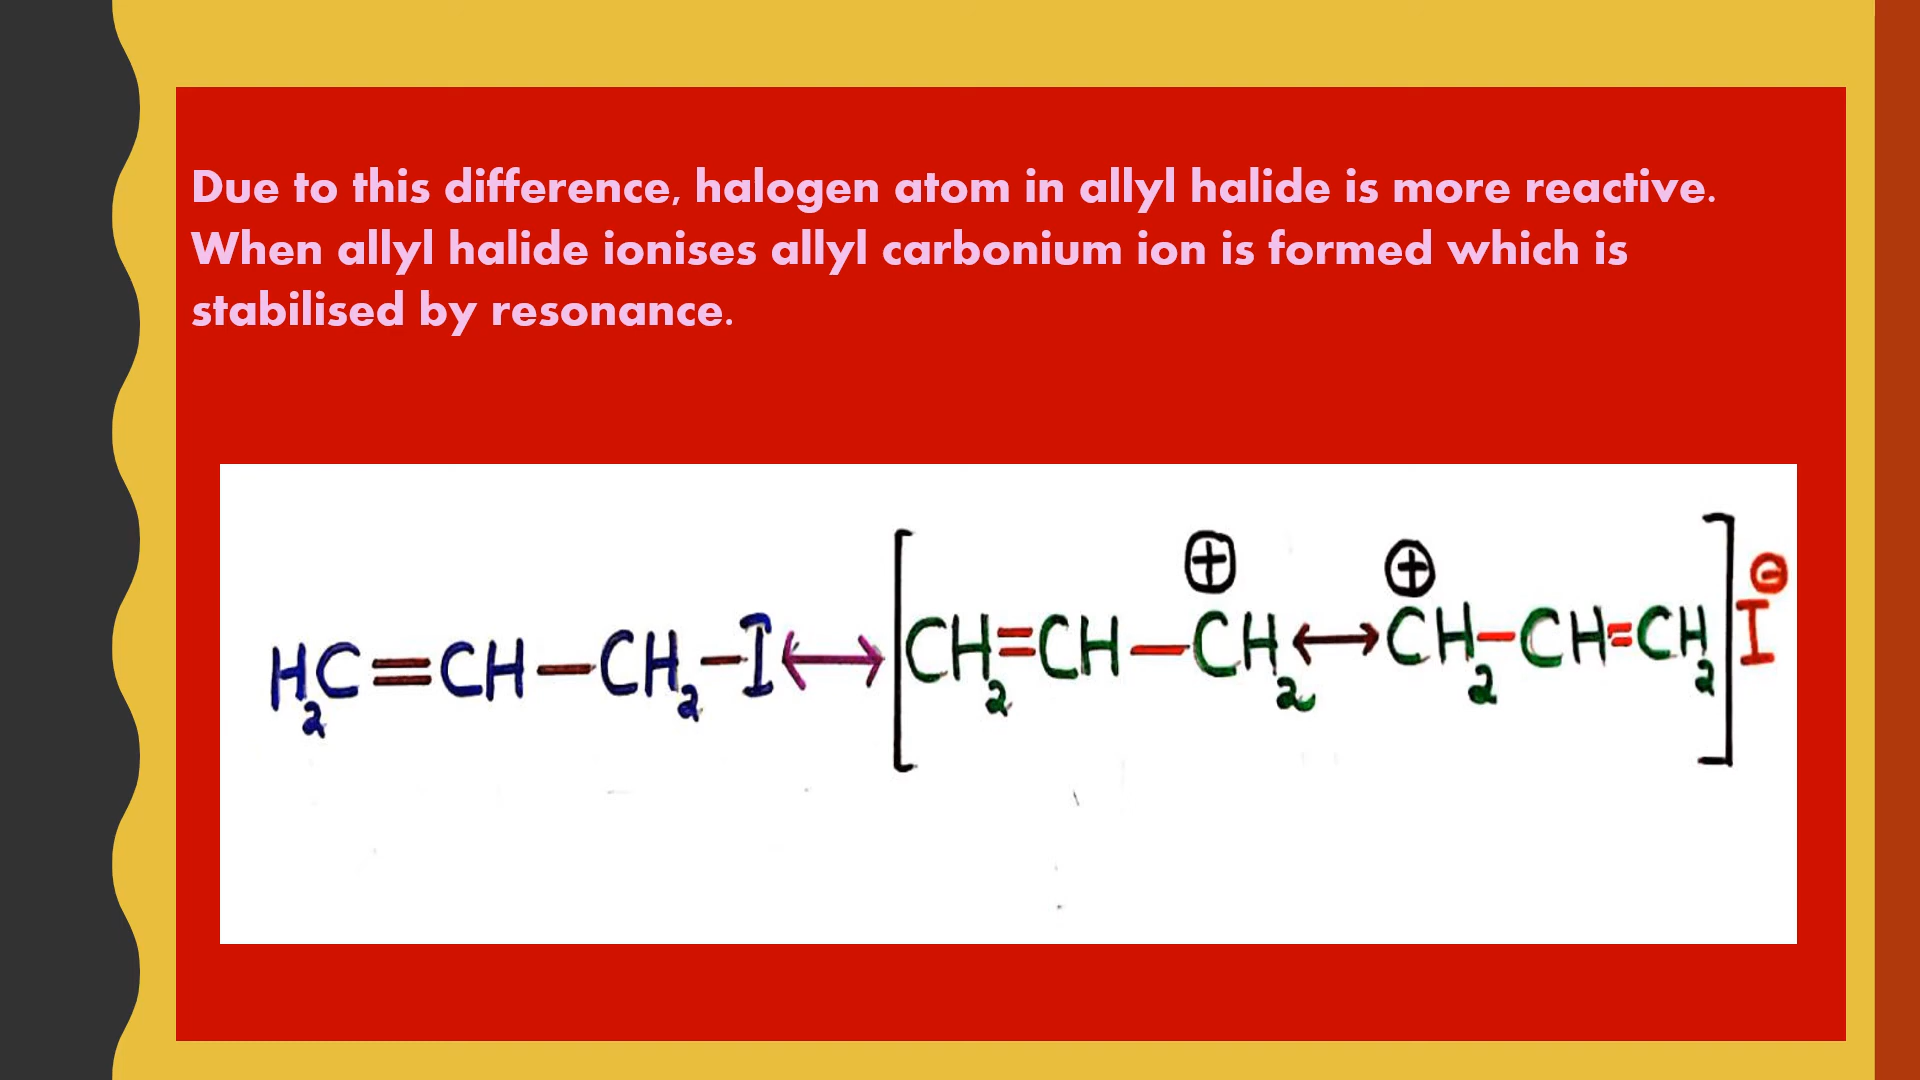 Due to this difference, halogen atom in allyl halide is more reactive.
When allyl halide ionises allyl carbonium ion is formed which is
stabilised by resonance.
H₂C=CH—CH₂-I⟷[CH₂=CH—CH₂⊕⟷⊕CH₂-CH=CH₂]I⊖